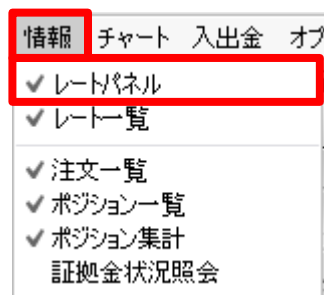 情報 チャート 入出金 オプ
レートパネル
レート一覧
注文一覧
ポジション一覧
ポジション集計
証拠金状況照会